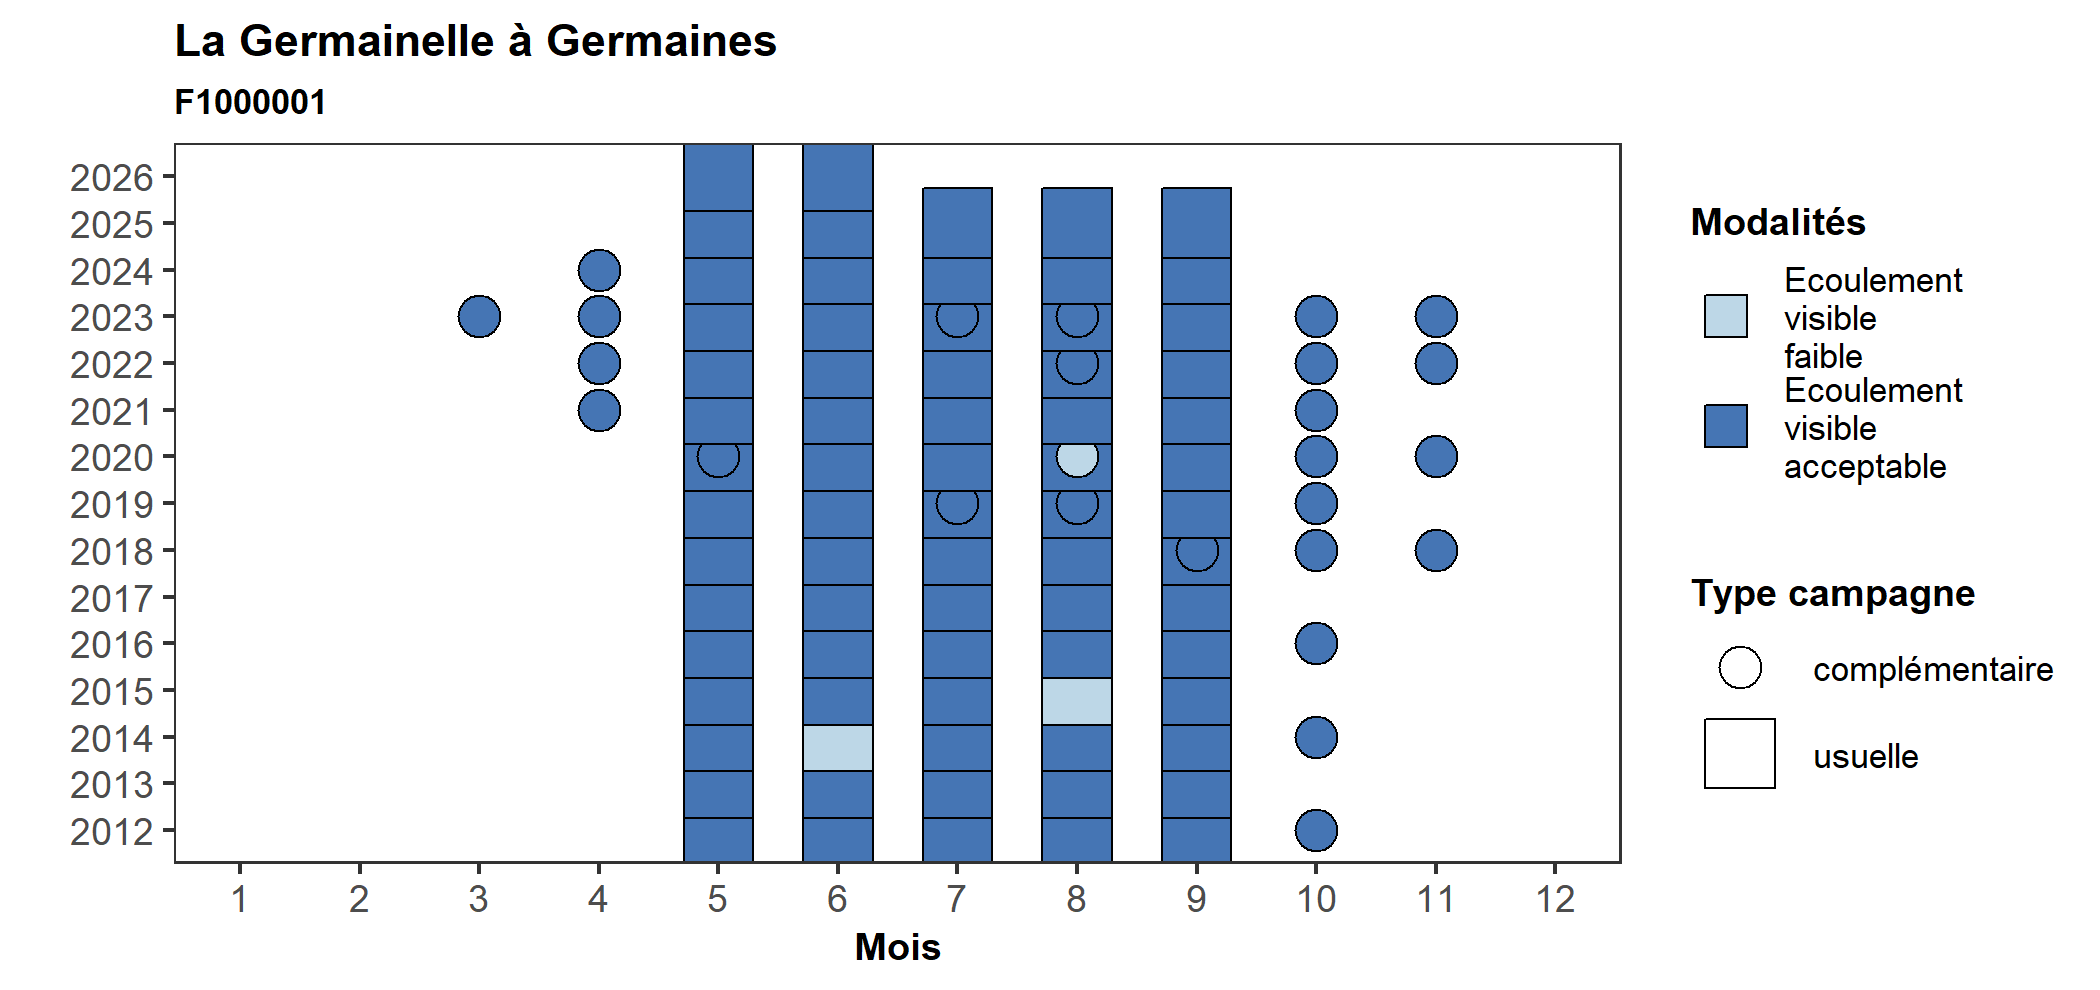 La Germainelle à Germaines
F1000001
2026
2025
2024
2023
2022
2021
2020
2019
2018
2017
2016
2015
2014
2013
2012
1 2 3 4 5 6 7 8 9 10 11 12
Mois
Modalités
Ecoulement
visible
faible
Ecoulement
visible
acceptable
Type campagne
complémentaire
usuelle